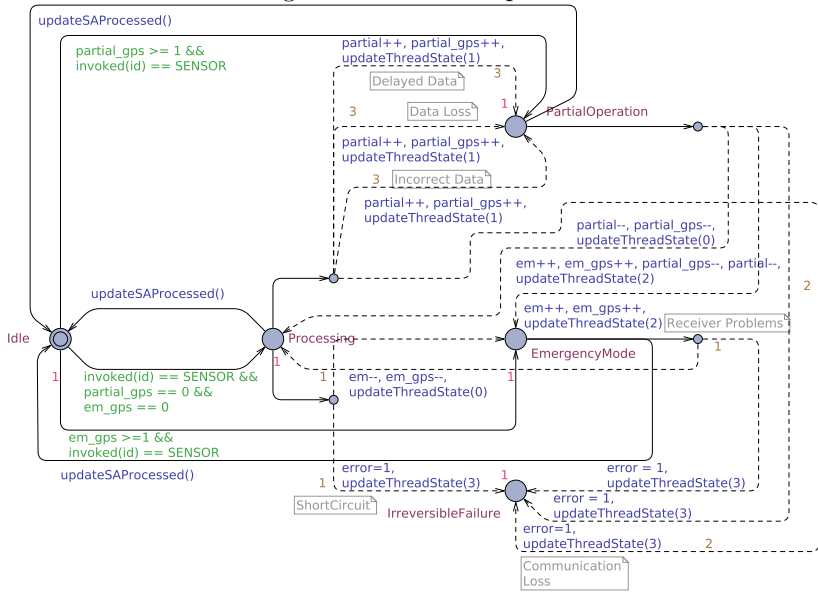 updateSAProcessed()
partial_gps >= 1 &&
invoked(id) == SENSOR
partial++, partial_gps++,
updateThreadState(1)
3
Delayed Data
1
3
Data Loss
PartialOperation
partial++, partial_gps++,
updateThreadState(1)
3
Incorrect Data
partial++, partial_gps++,
updateThreadState(1)
partial--, partial_gps--,
updateThreadState(0)
em++, em_gps++, partial_gps--, partial--,
updateThreadState(2)
2
updateSAProcessed()
em++, em_gps++,
updateThreadState(2)
Receiver Problems
Idle
Processing
1
EmergencyMode
1
1
invoked(id) == SENSOR &&
partial_gps == 0 &&
em_gps == 0
1
em--, em_gps--,
updateThreadState(0)
1
em_gps >=1 &&
invoked(id) == SENSOR
updateSAProcessed()
error=1,
updateThreadState(3)
1
1
error = 1,
updateThreadState(3)
ShortCircuit
IrreversibleFailure
error = 1,
updateThreadState(3)
error=1,
updateThreadState(3)
2
Communication
Loss